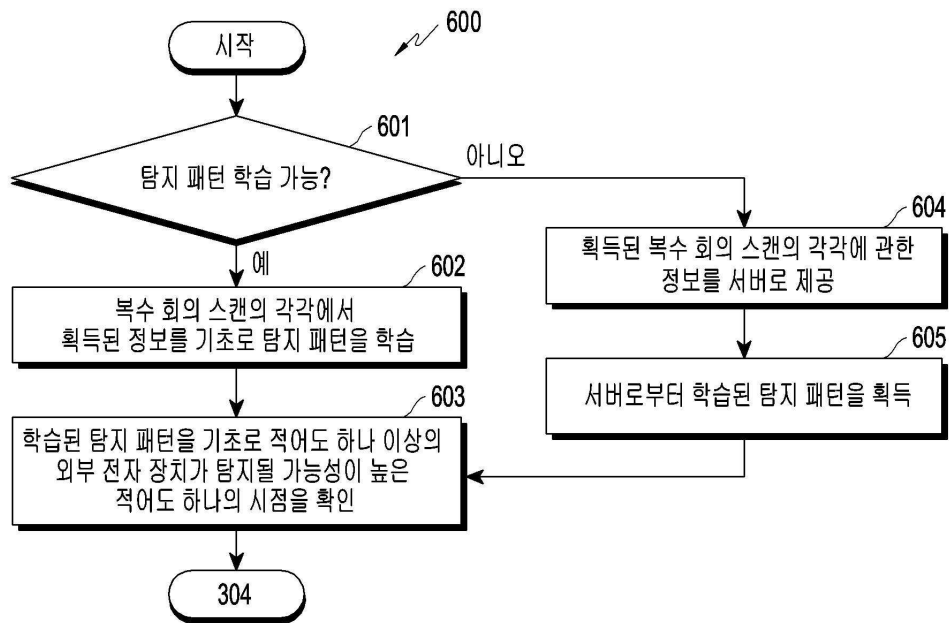 600
시작
601
탐지 패턴 학습 가능?
아니오
예
602
복수 회의 스캔의 각각에서
획득된 정보를 기초로 탐지 패턴을 학습
603
학습된 탐지 패턴을 기초로 적어도 하나 이상의
외부 전자 장치가 탐지될 가능성이 높은
적어도 하나의 시점을 확인
604
획득된 복수 회의 스캔의 각각에 관한
정보를 서버로 제공
605
서버로부터 학습된 탐지 패턴을 획득
304